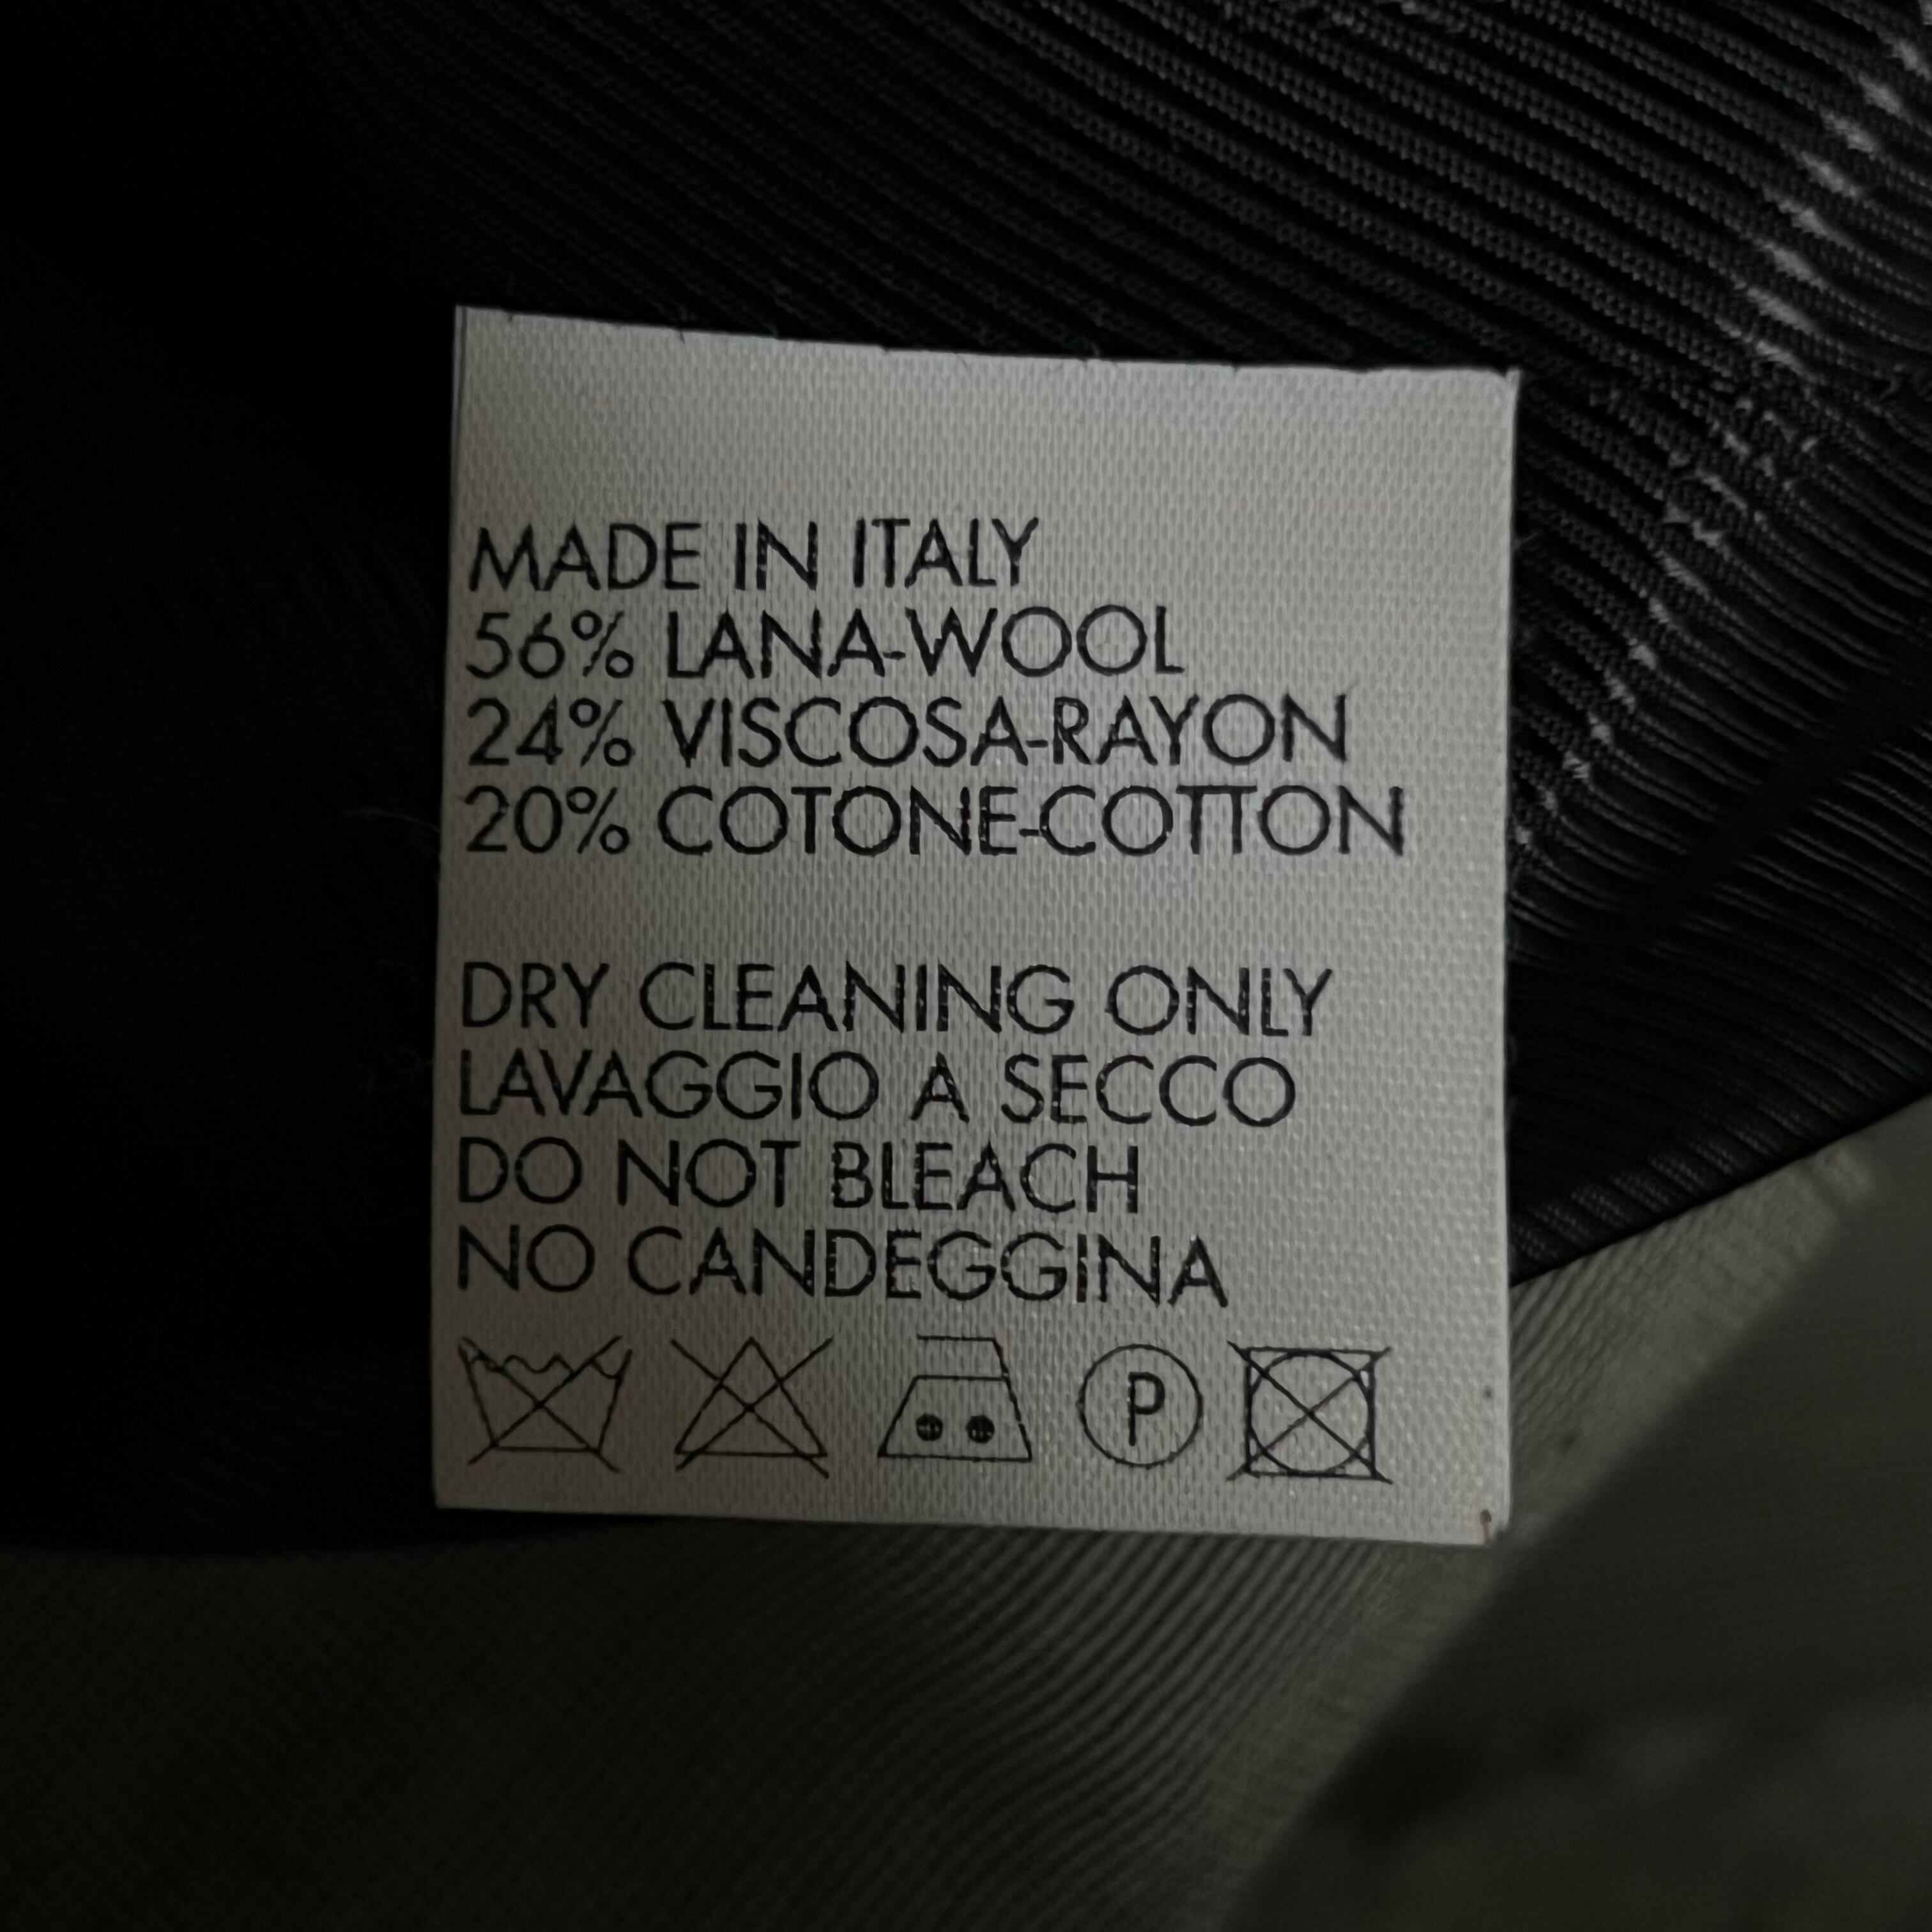 MADE IN ITALY
56% LANA-WOOL
24% VISCOSA-RAYON
20% COTONE-COTTON
DRY CLEANING ONLY
LAVAGGIO A SECCO
DO NOT BLEACH
NO CANDEGGINA
P